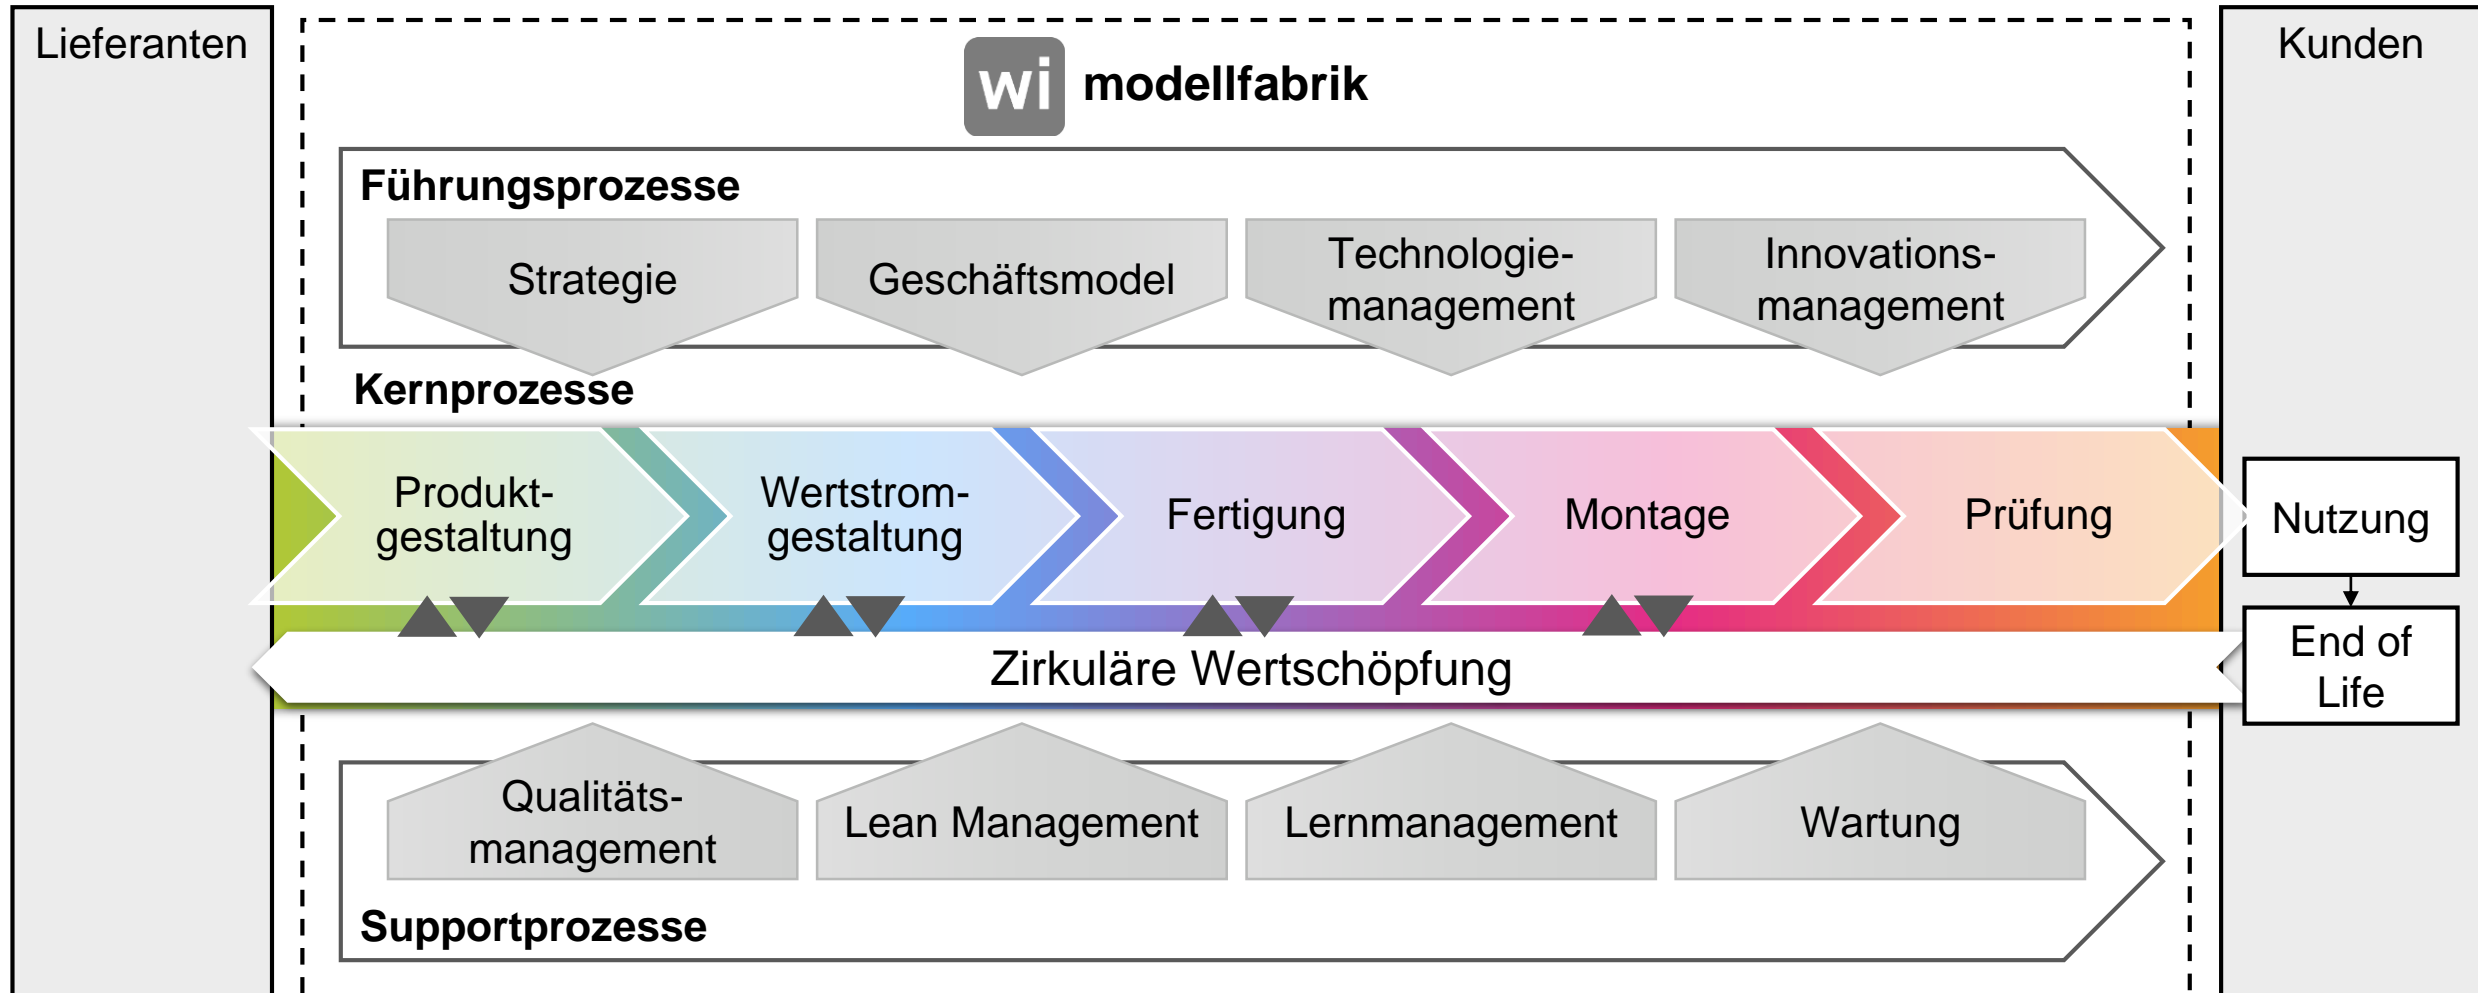 Lieferanten
Kunden
wi modellfabrik
Führungsprozesse
Strategie
Geschäftsmodel
Technologie-
management
Innovations-
management
Kernprozesse
Produkt-
gestaltung
Wertstrom-
gestaltung
Fertigung
Montage
Prüfung
Nutzung
End of
Life
Zirkuläre Wertschöpfung
Qualitäts-
management
Lean Management
Lernmanagement
Wartung
Supportprozesse